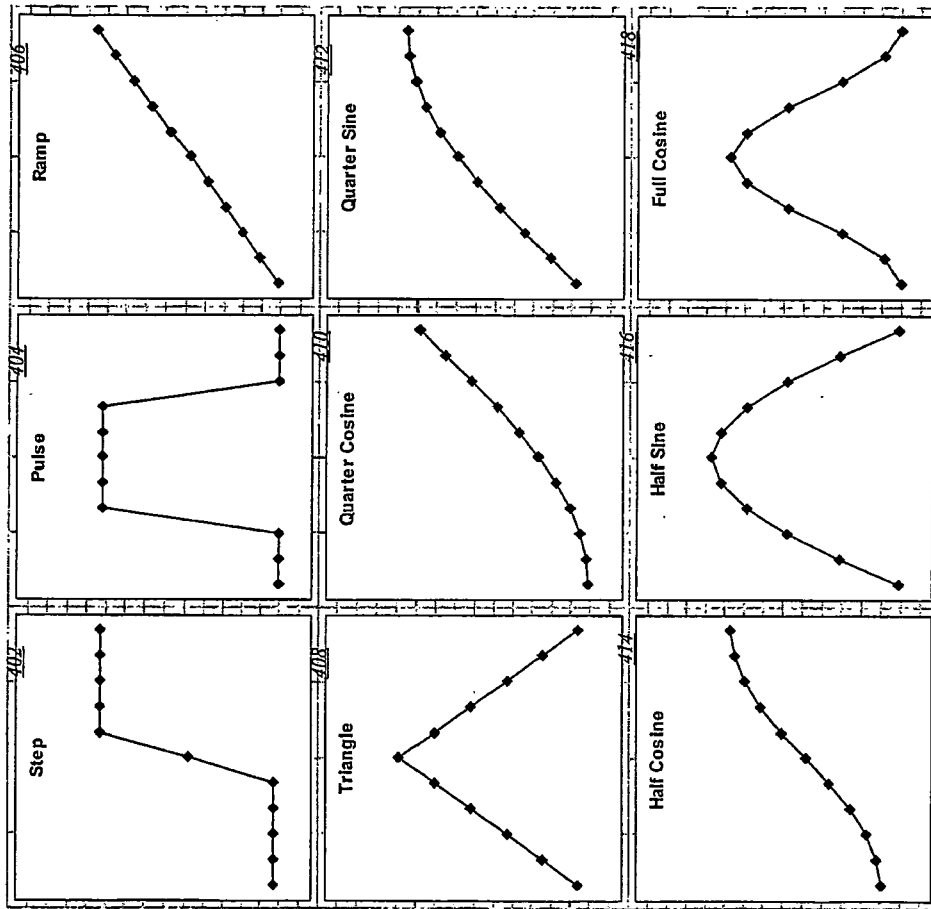 402
Step
404
Pulse
406
Ramp
408
Triangle
410
Quarter Cosine
412
Quarter Sine
414
Half Cosine
416
Half Sine
418
Full Cosine